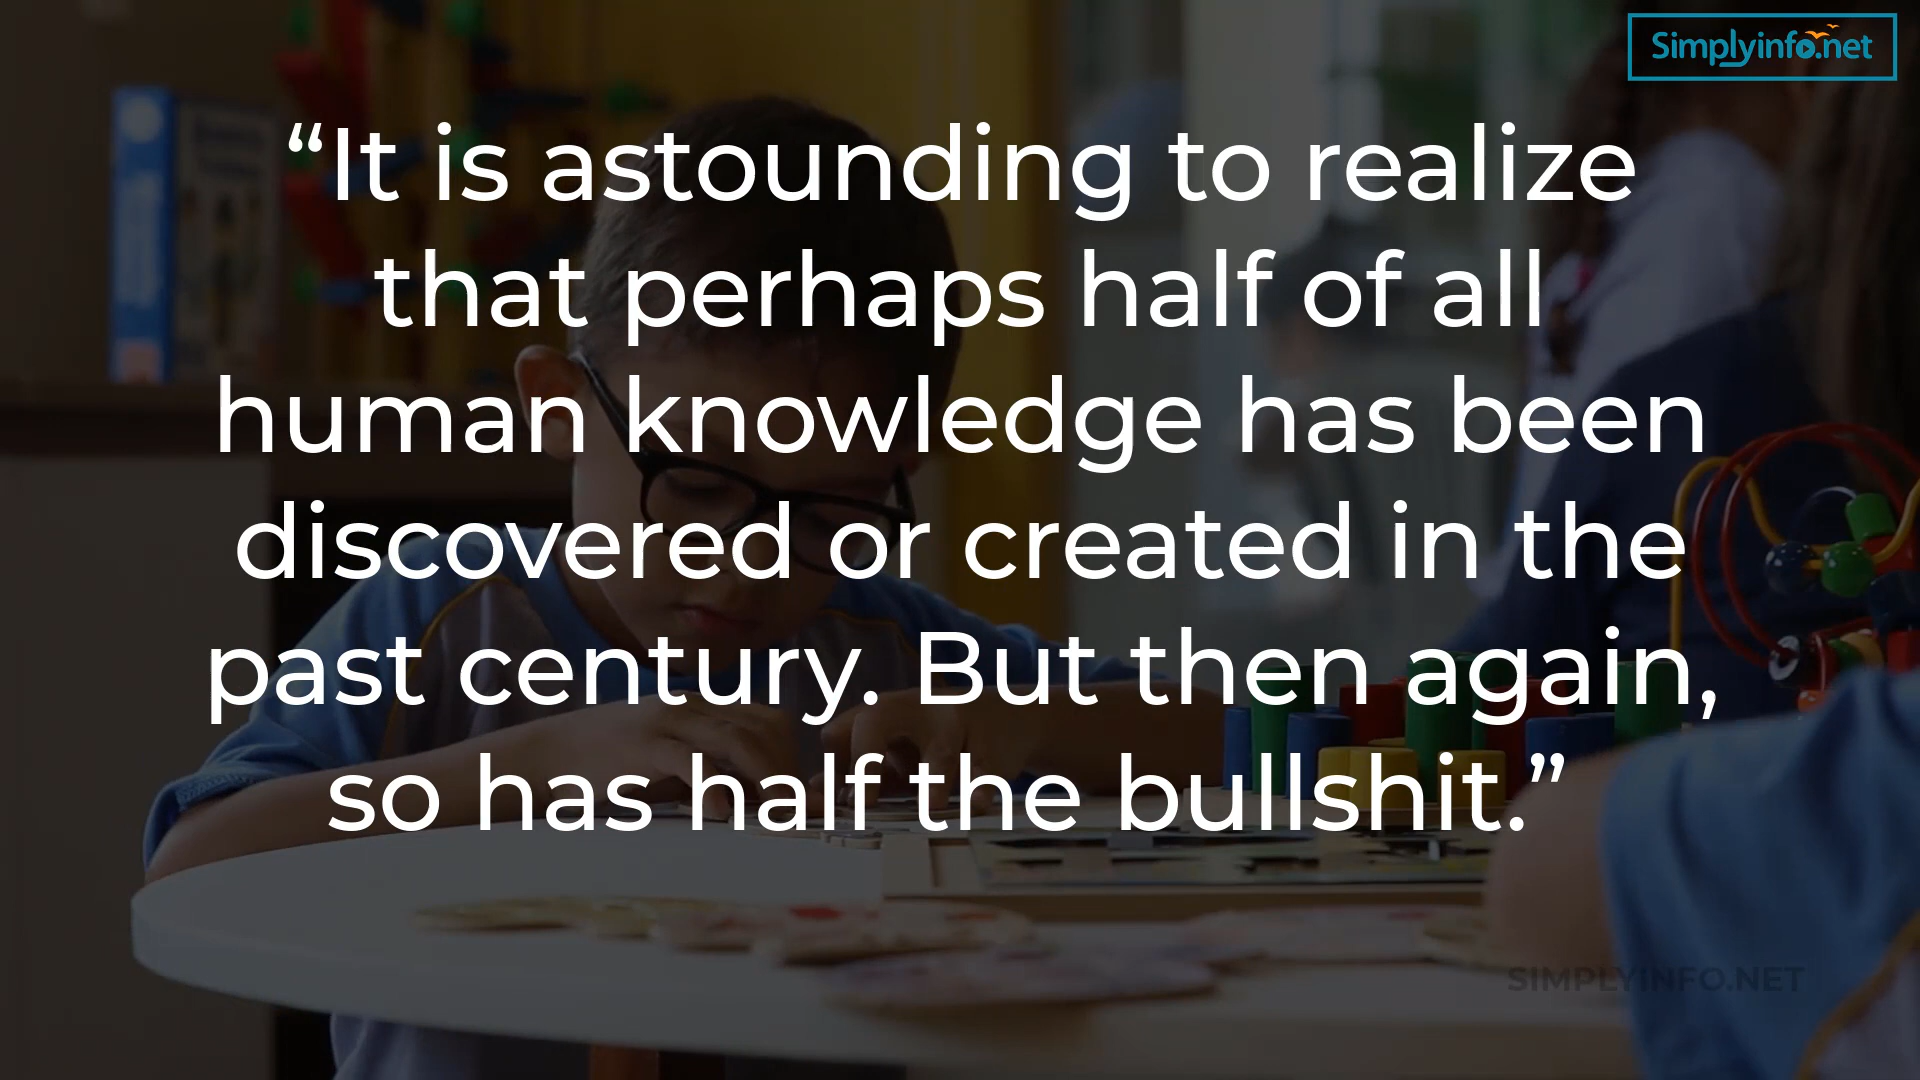 Simplyinfo.net
“It is astounding to realize
that perhaps half of all
human knowledge has been
discovered or created in the
past century. But then again,
so has half the bullshit.”
SIMPLYINFO.NET